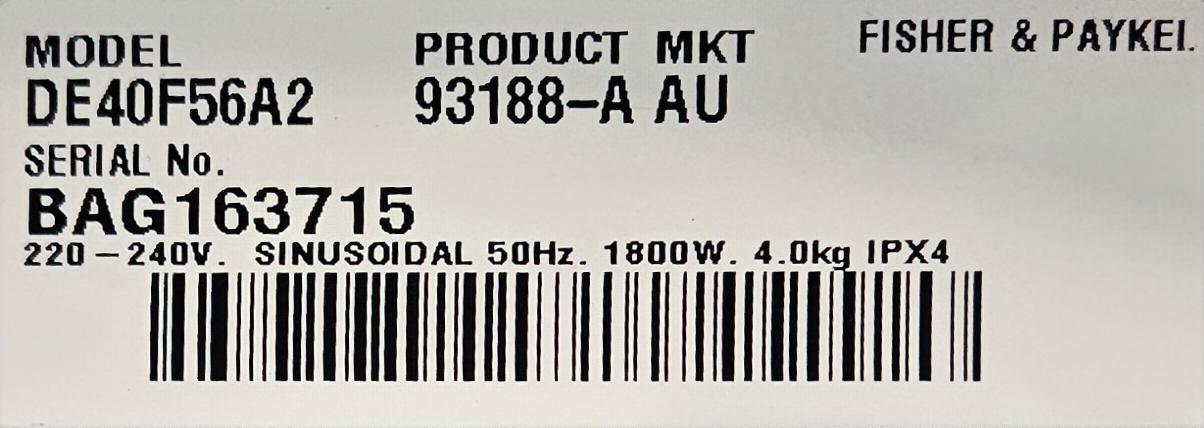 MODEL PRODUCT MKT FISHER & PAYKEL
DE40F56A2 93188-A AU
SERIAL No.
BAG163715
220-240V. SINUSOIDAL 50Hz. 1800W. 4.0kg IPX4